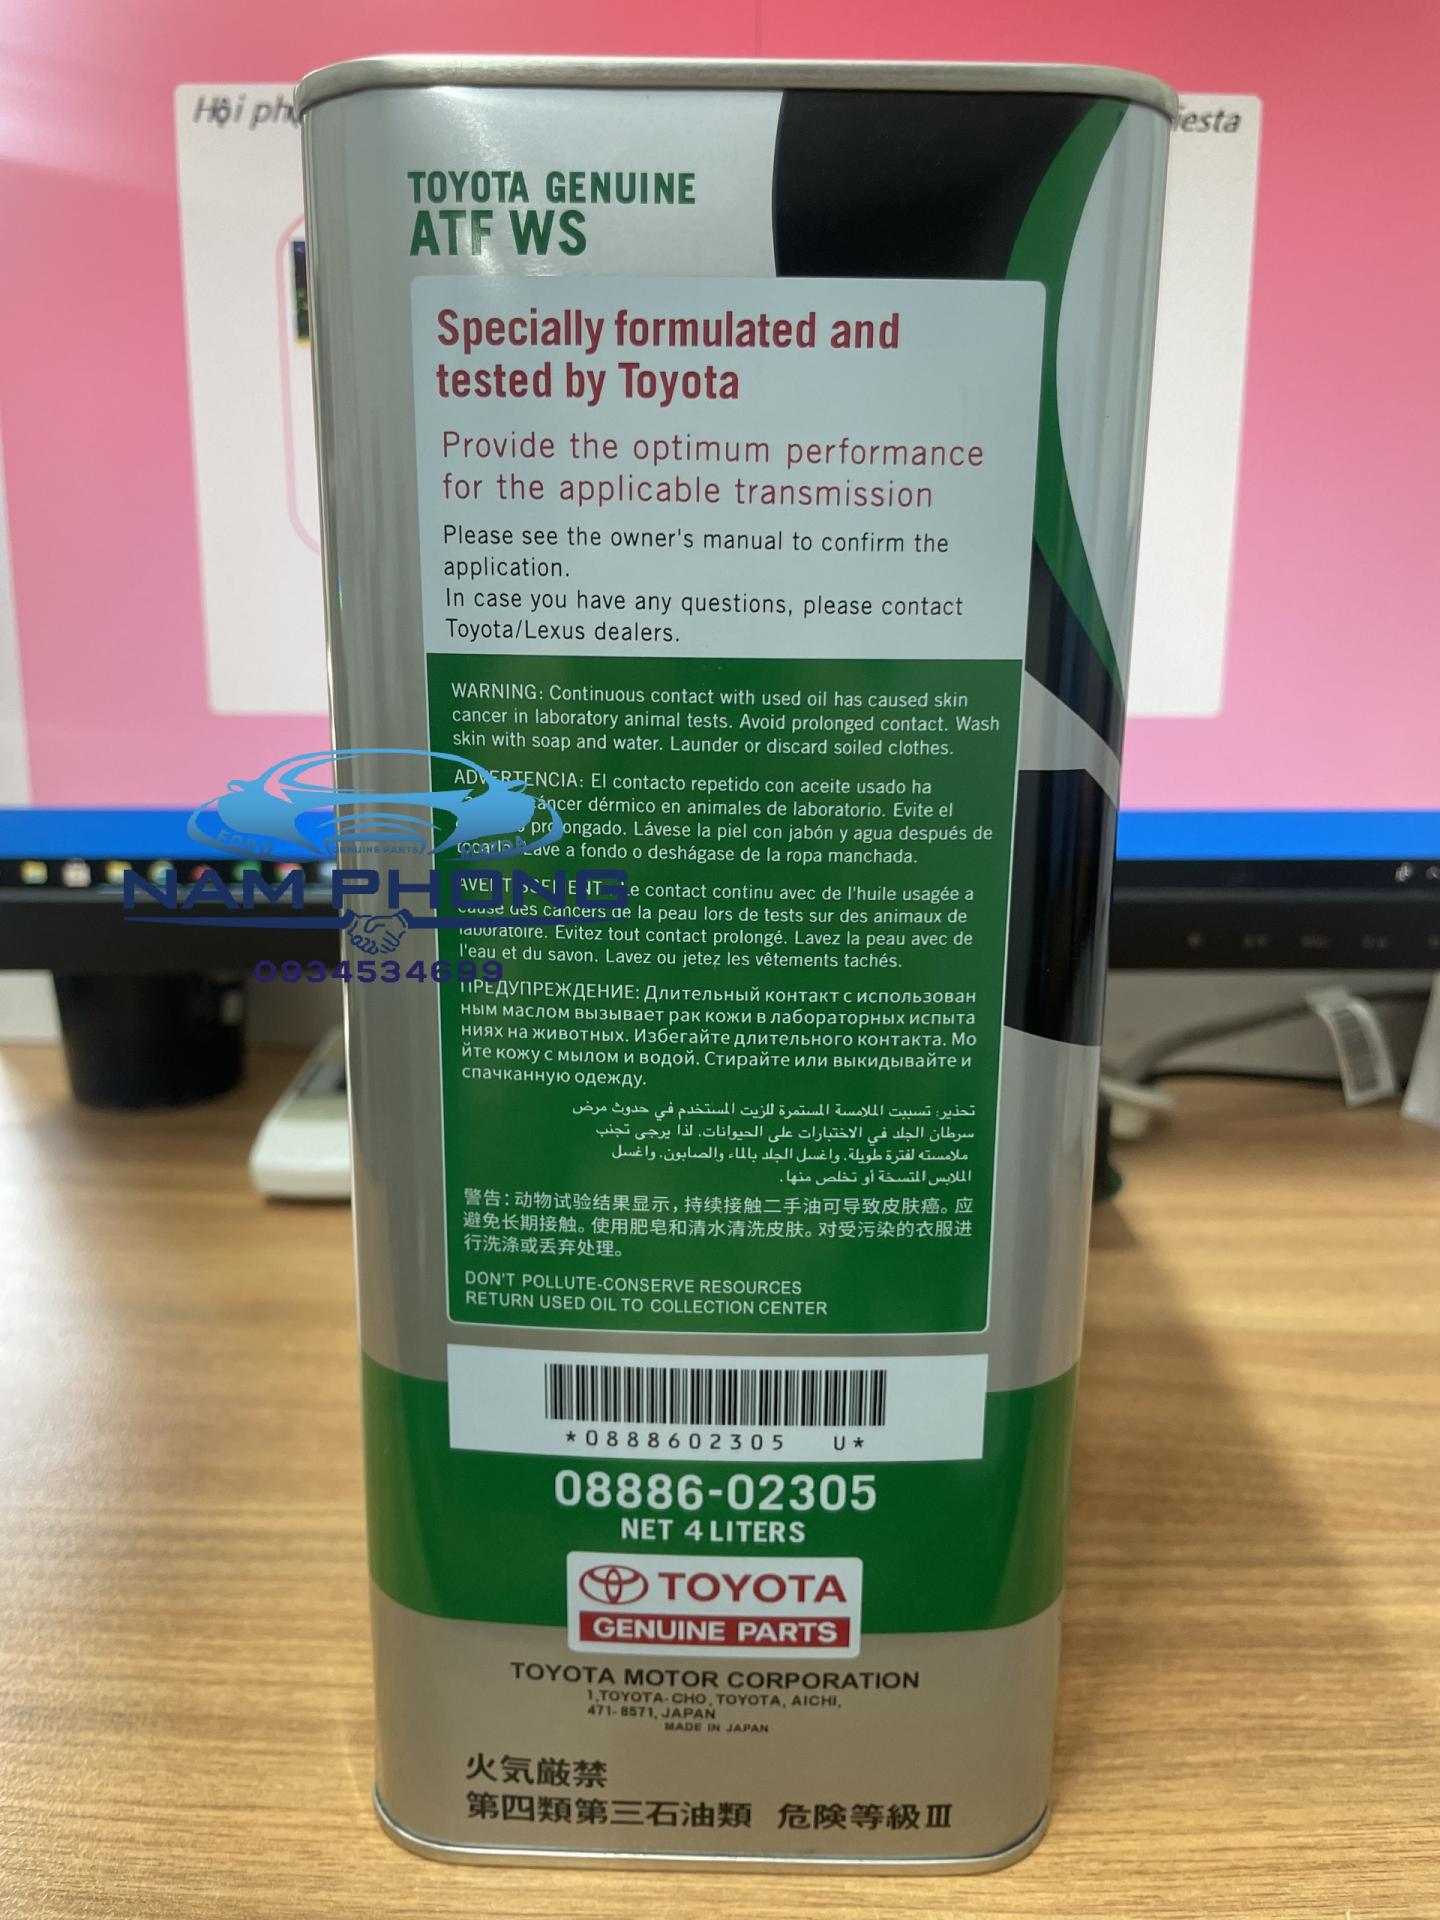 Hội
iesta
TOYOTA GENUINE
ATF WS
Specially formulated and
tested by Toyota
Provide the optimum performance
for the applicable transmission
Please see the owner's manual to confirm the
application.
In case you have any questions, please contact
Toyota/Lexus dealers.
WARNING: Continuous contact with used oil has caused skin
cancer in laboratory animal tests. Avoid prolonged contact. Wash
skin with soap and water. Launder or discard soiled clothes.
ADVERTENCIA: El contacto repetido con aceite usado ha
cáncer dérmico en animales de laboratorio. Evite el
prolongado. Lávese la piel con jabón y agua después de
Lave a fondo o deshágase de la ropa manchada.
AVERTISSEMENT: Le contact continu avec de l'huile usagée a
cause des cancers de la peau lors de tests sur des animaux de
laboratoire. Evitez tout contact prolongé. Lavez la peau avec de
l'eau et du savon. Lavez ou jetez les vêtements tachés.
ПРЕДУПРЕЖДЕНИЕ: Длительный контакт с использован
ным маслом вызывает рак кожи в лабораторных испыта
ниях на животных. Избегайте длительного контакта. Мо
йте кожу с мылом и водой. Стирайте или выкидывайте и
спачканную одежду.
تحذير: تسببت الملامسة المستمرة للزيت المستخدم في حدوث مرض
سرطان الجلد في الاختبارات على الحيوانات. لذا يرجى تجنب
ملامسته لفترة طويلة. واغسل الجلد بالماء والصابون. واغسل
الملابس المتسخة أو تخلص منها.
警告：动物试验结果显示，持续接触二手油可导致皮肤癌。应
避免长期接触。使用肥皂和清水清洗皮肤。对受污染的衣服进
行洗涤或丢弃处理。
DON'T POLLUTE-CONSERVE RESOURCES
RETURN USED OIL TO COLLECTION CENTER
*0888602305 U*
08886-02305
NET 4 LITERS
TOYOTA
GENUINE PARTS
TOYOTA MOTOR CORPORATION
1,TOYOTA-CHO, TOYOTA, AICHI,
471-8571, JAPAN
MADE IN JAPAN
火気厳禁
第四類第三石油類 危険等級Ⅲ
FORD GENUINE PARTS MAZDA
NAM PHONG
0934534699